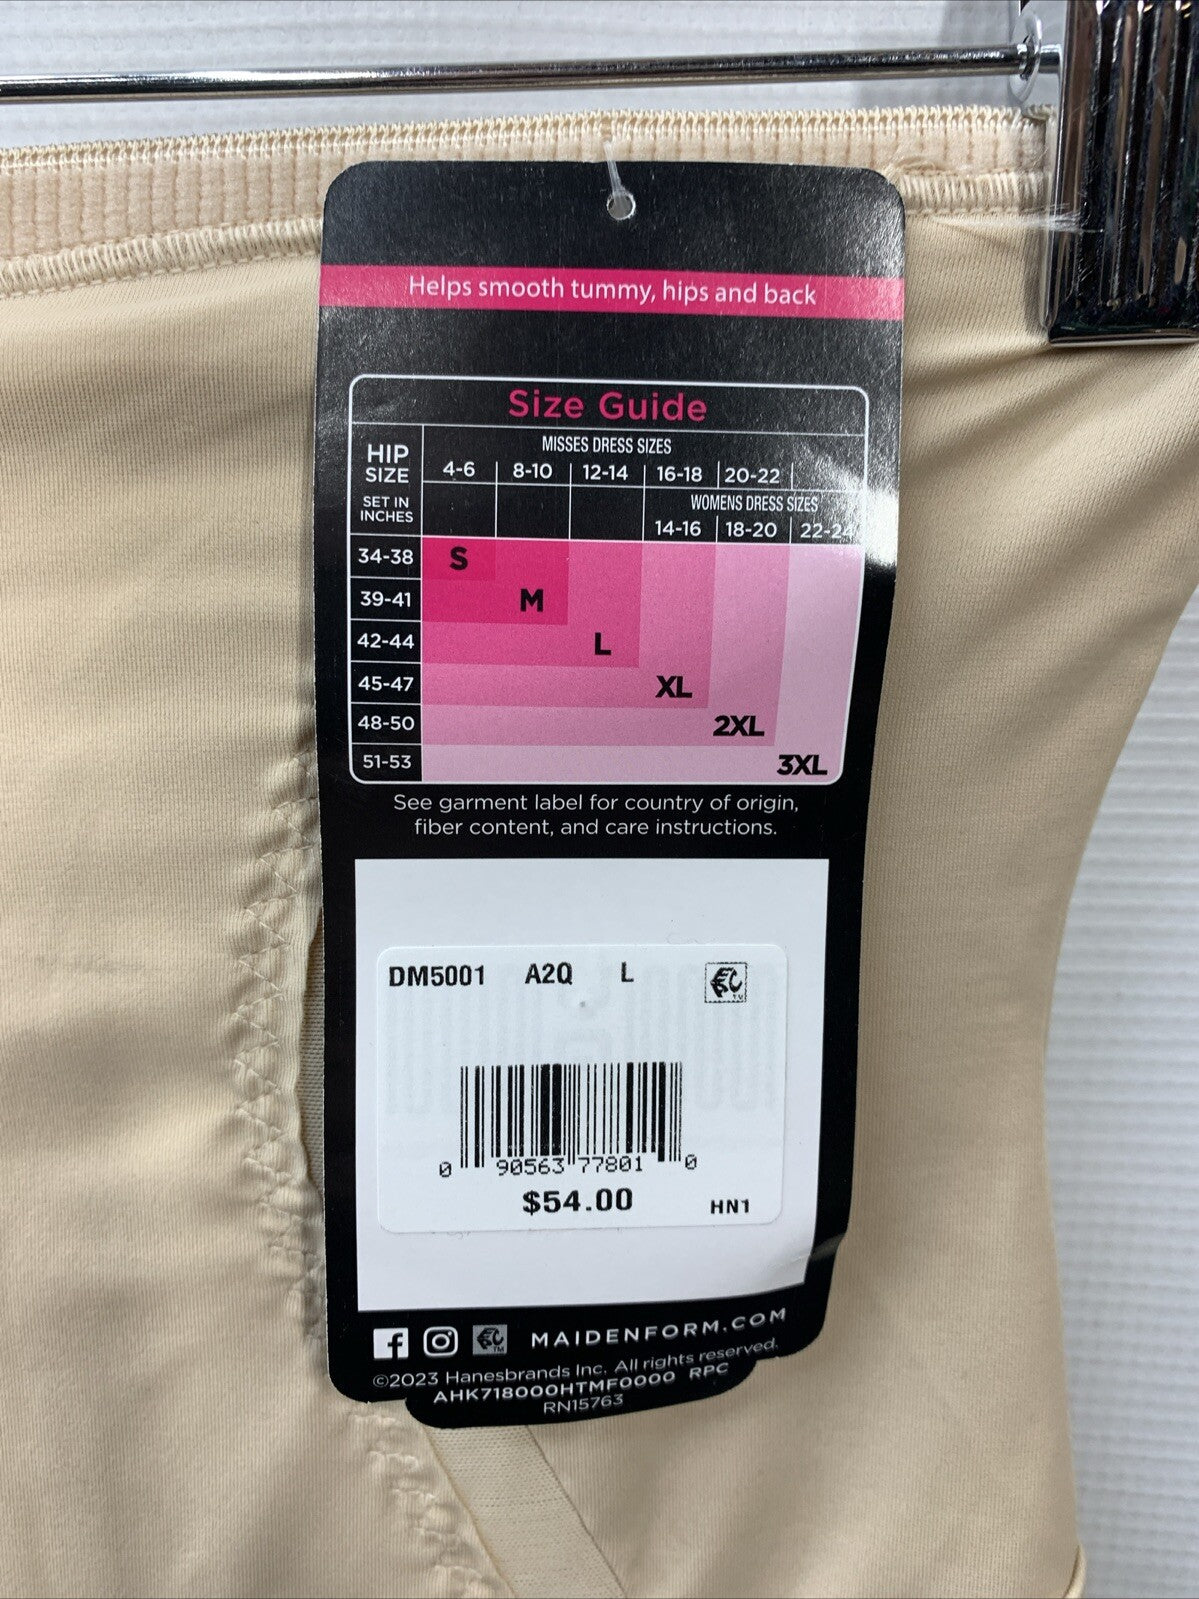 Helps smooth tummy, hips and back
Size Guide
HIP SIZE
SET IN INCHES
MISSES DRESS SIZES
4-6 8-10 12-14 16-18 20-22
WOMENS DRESS SIZES
14-16 18-20 22-24
34-38 S
39-41 M
42-44 L
45-47 XL
48-50 2XL
51-53 3XL
See garment label for country of origin,
fiber content, and care instructions.
DM5001 A2Q L
0 90563 77801 0
$54.00 HN1
MAIDENFORM.COM
©2023 Hanesbrands Inc. All rights reserved.
AHK718000HTMF0000 RPC
RN15763